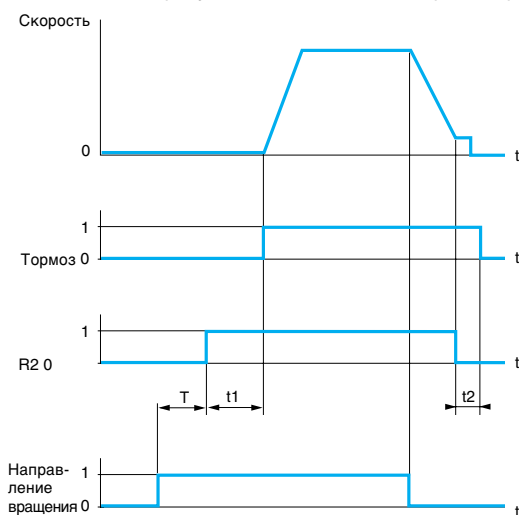 Скорость
0
t
1
Тормоз 0
t
1
R2 0
t
T
t1
t2
Направ-
ление
вращения
1
0
t